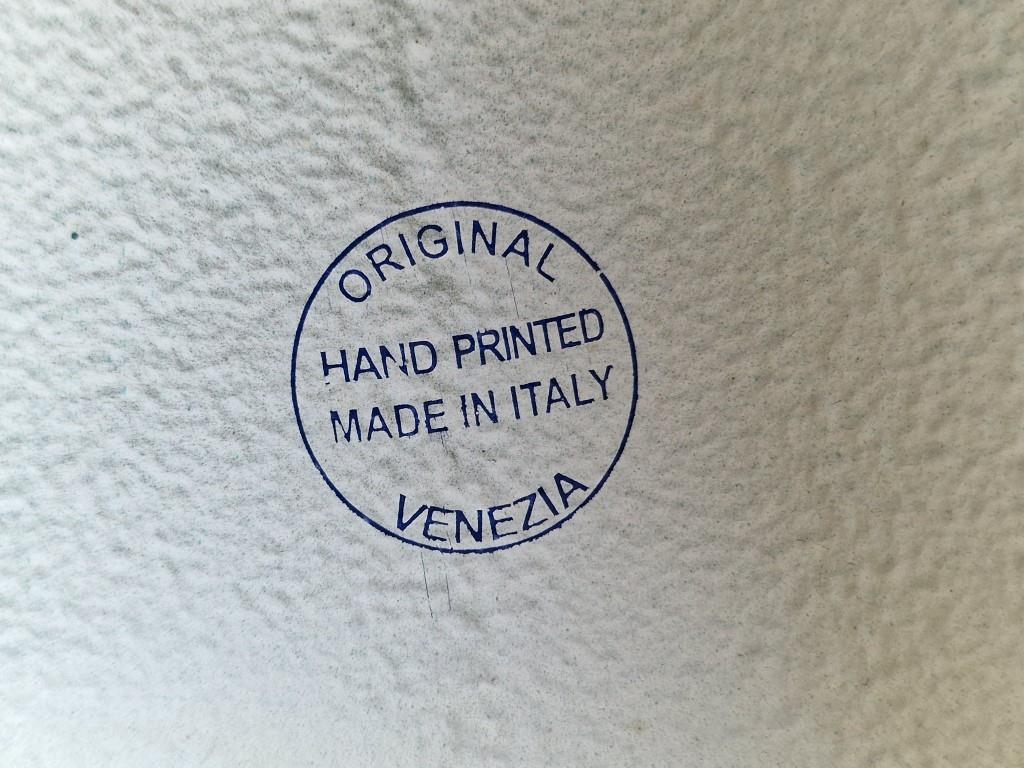 ORIGINAL
HAND PRINTED
MADE IN ITALY
VENEZIA